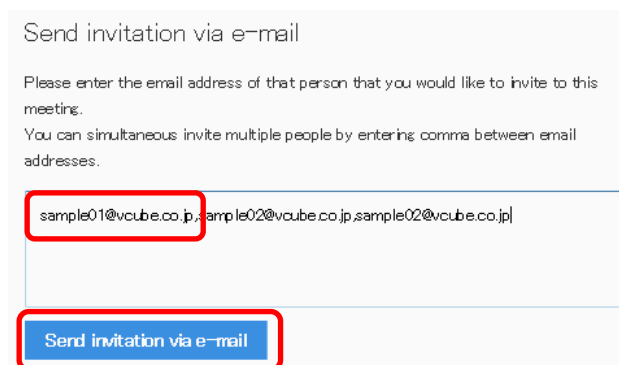 Send invitation via e-mail
Please enter the email address of that person that you would like to invite to this
meeting.
You can simultaneous invite multiple people by entering comma between email
addresses.
sample01@vcube.co.jp,sample02@vcube.co.jp,sample02@vcube.co.jp
Send invitation via e-mail